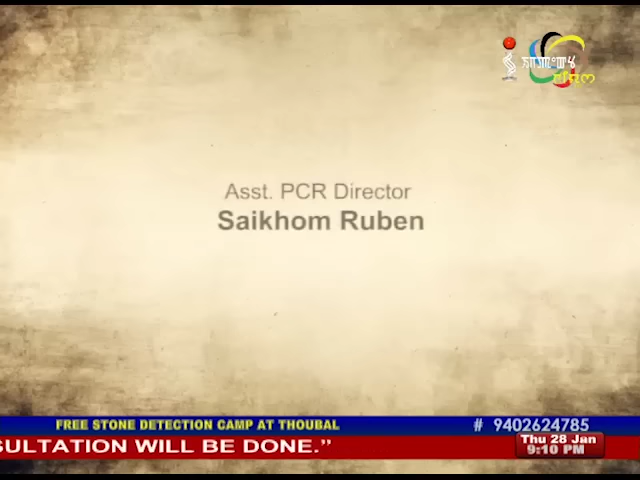 Asst. PCR Director
Saikhom Ruben
FREE STONE DETECTION CAMP AT THOUBAL
# 9402624785
SULTATION WILL BE DONE.”
Thu 28 Jan
9:10 PM